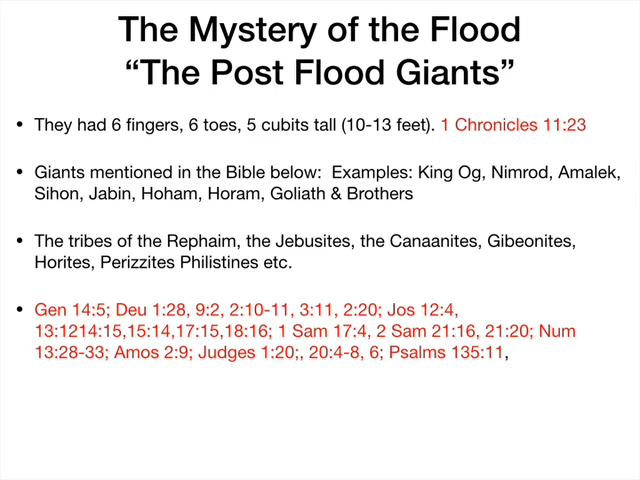 The Mystery of the Flood
“The Post Flood Giants”
• They had 6 fingers, 6 toes, 5 cubits tall (10-13 feet). 1 Chronicles 11:23
• Giants mentioned in the Bible below:  Examples: King Og, Nimrod, Amalek,
Sihon, Jabin, Hoham, Horam, Goliath & Brothers
• The tribes of the Rephaim, the Jebusites, the Canaanites, Gibeonites,
Horites, Perizzites Philistines etc.
• Gen 14:5; Deu 1:28, 9:2, 2:10-11, 3:11, 2:20; Jos 12:4,
13:1214:15,15:14,17:15,18:16; 1 Sam 17:4, 2 Sam 21:16, 21:20; Num
13:28-33; Amos 2:9; Judges 1:20;, 20:4-8, 6; Psalms 135:11,